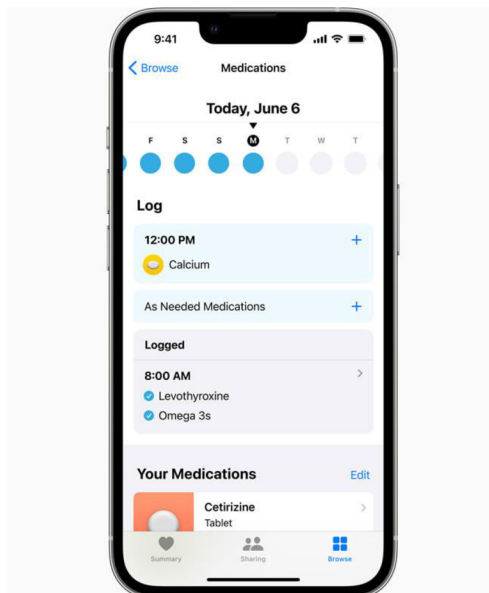 9:41
Browse
Medications
Today, June 6
F S S M T W T
Log
12:00 PM
Calcium
As Needed Medications
Logged
8:00 AM
Levothyroxine
Omega 3s
Your Medications
Edit
Cetirizine
Tablet
Summary
Sharing
Browse